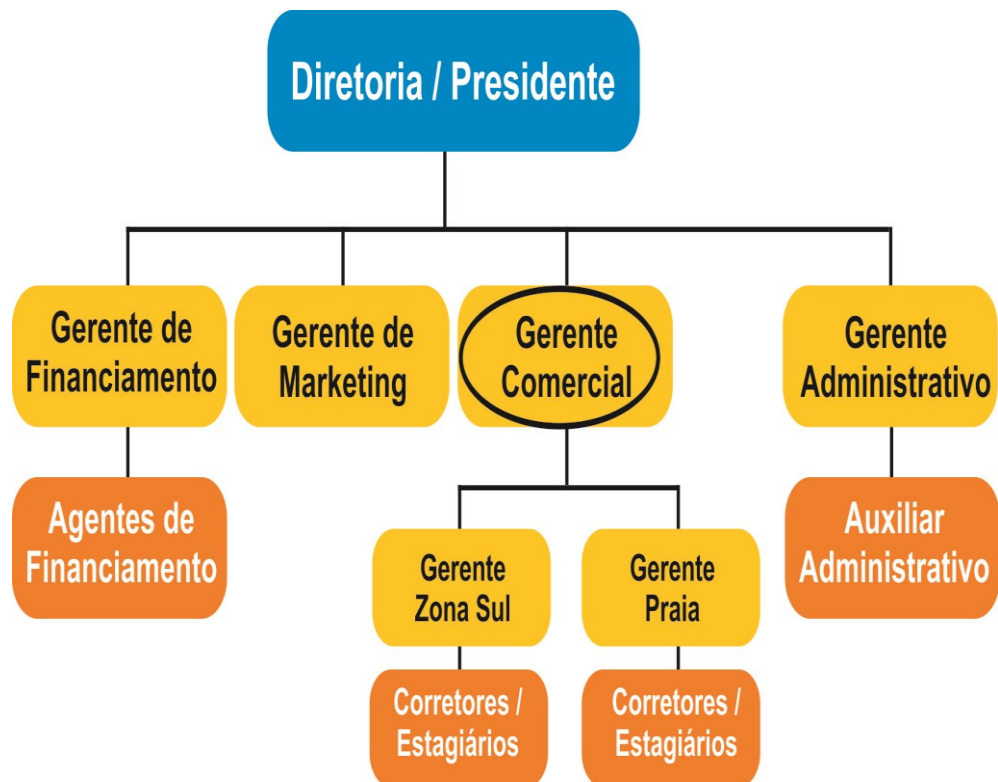 Diretoria / Presidente
Gerente de
Financiamento
Gerente de
Marketing
Gerente
Comercial
Gerente
Administrativo
Agentes de
Financiamento
Auxiliar
Administrativo
Gerente
Zona Sul
Gerente
Praia
Corretores /
Estagiários
Corretores /
Estagiários